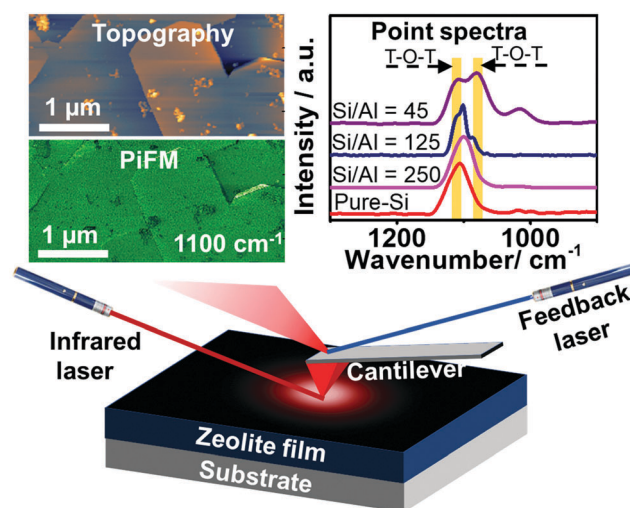 Topography
1 μm
PiFM
1 μm
1100 cm⁻¹
Point spectra
T-O-T
T-O-T
Intensity / a.u.
Si/Al = 45
Si/Al = 125
Si/Al = 250
Pure-Si
1200
1000
Wavenumber/ cm⁻¹
Infrared
laser
Feedback
laser
Cantilever
Zeolite film
Substrate